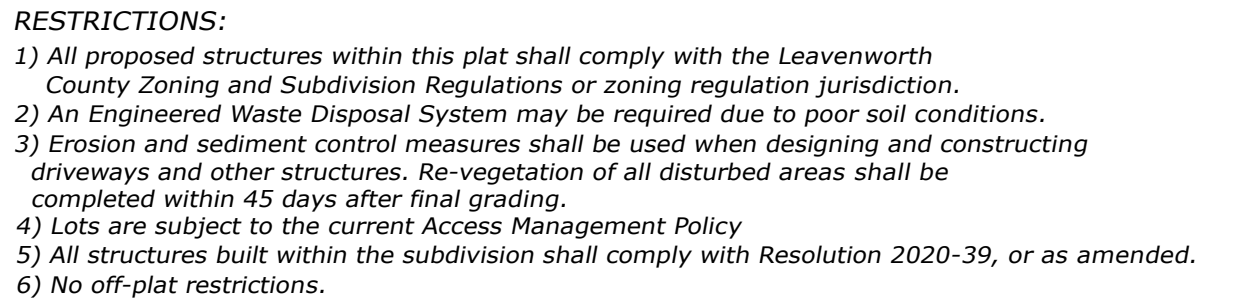 RESTRICTIONS:
1) All proposed structures within this plat shall comply with the Leavenworth
County Zoning and Subdivision Regulations or zoning regulation jurisdiction.
2) An Engineered Waste Disposal System may be required due to poor soil conditions.
3) Erosion and sediment control measures shall be used when designing and constructing
driveways and other structures. Re-vegetation of all disturbed areas shall be
completed within 45 days after final grading.
4) Lots are subject to the current Access Management Policy
5) All structures built within the subdivision shall comply with Resolution 2020-39, or as amended.
6) No off-plat restrictions.